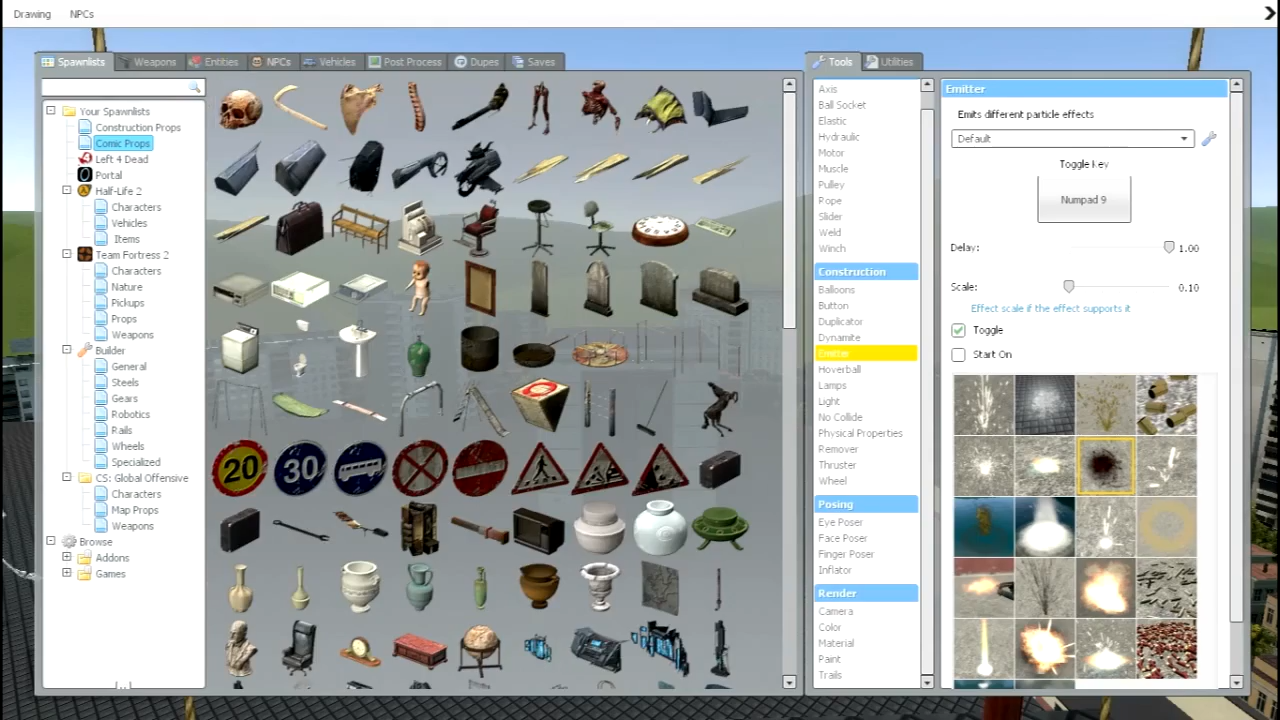 Drawing NPCs
Spawnlists Weapons Entities NPCs Vehicles Post Process Dupes Saves
Your Spawnlists
Construction Props
Comic Props
Left 4 Dead
Portal
Half-Life 2
Characters
Vehicles
Items
Team Fortress 2
Characters
Nature
Pickups
Props
Weapons
Builder
General
Steels
Gears
Robotics
Rails
Wheels
Specialized
CS: Global Offensive
Characters
Map Props
Weapons
Browse
Addons
Games
20 30
Tools Utilities
Axis
Ball Socket
Elastic
Hydraulic
Motor
Muscle
Pulley
Rope
Slider
Weld
Winch
Construction
Balloons
Button
Duplicator
Dynamite
Emitter
Hoverball
Lamps
Light
No Collide
Physical Properties
Remover
Thruster
Wheel
Posing
Eye Poser
Face Poser
Finger Poser
Inflator
Render
Camera
Color
Material
Paint
Trails
Emitter
Emits different particle effects
Default
Toggle Key
Numpad 9
Delay: 1.00
Scale: 0.10
Effect scale if the effect supports it
Toggle
Start On